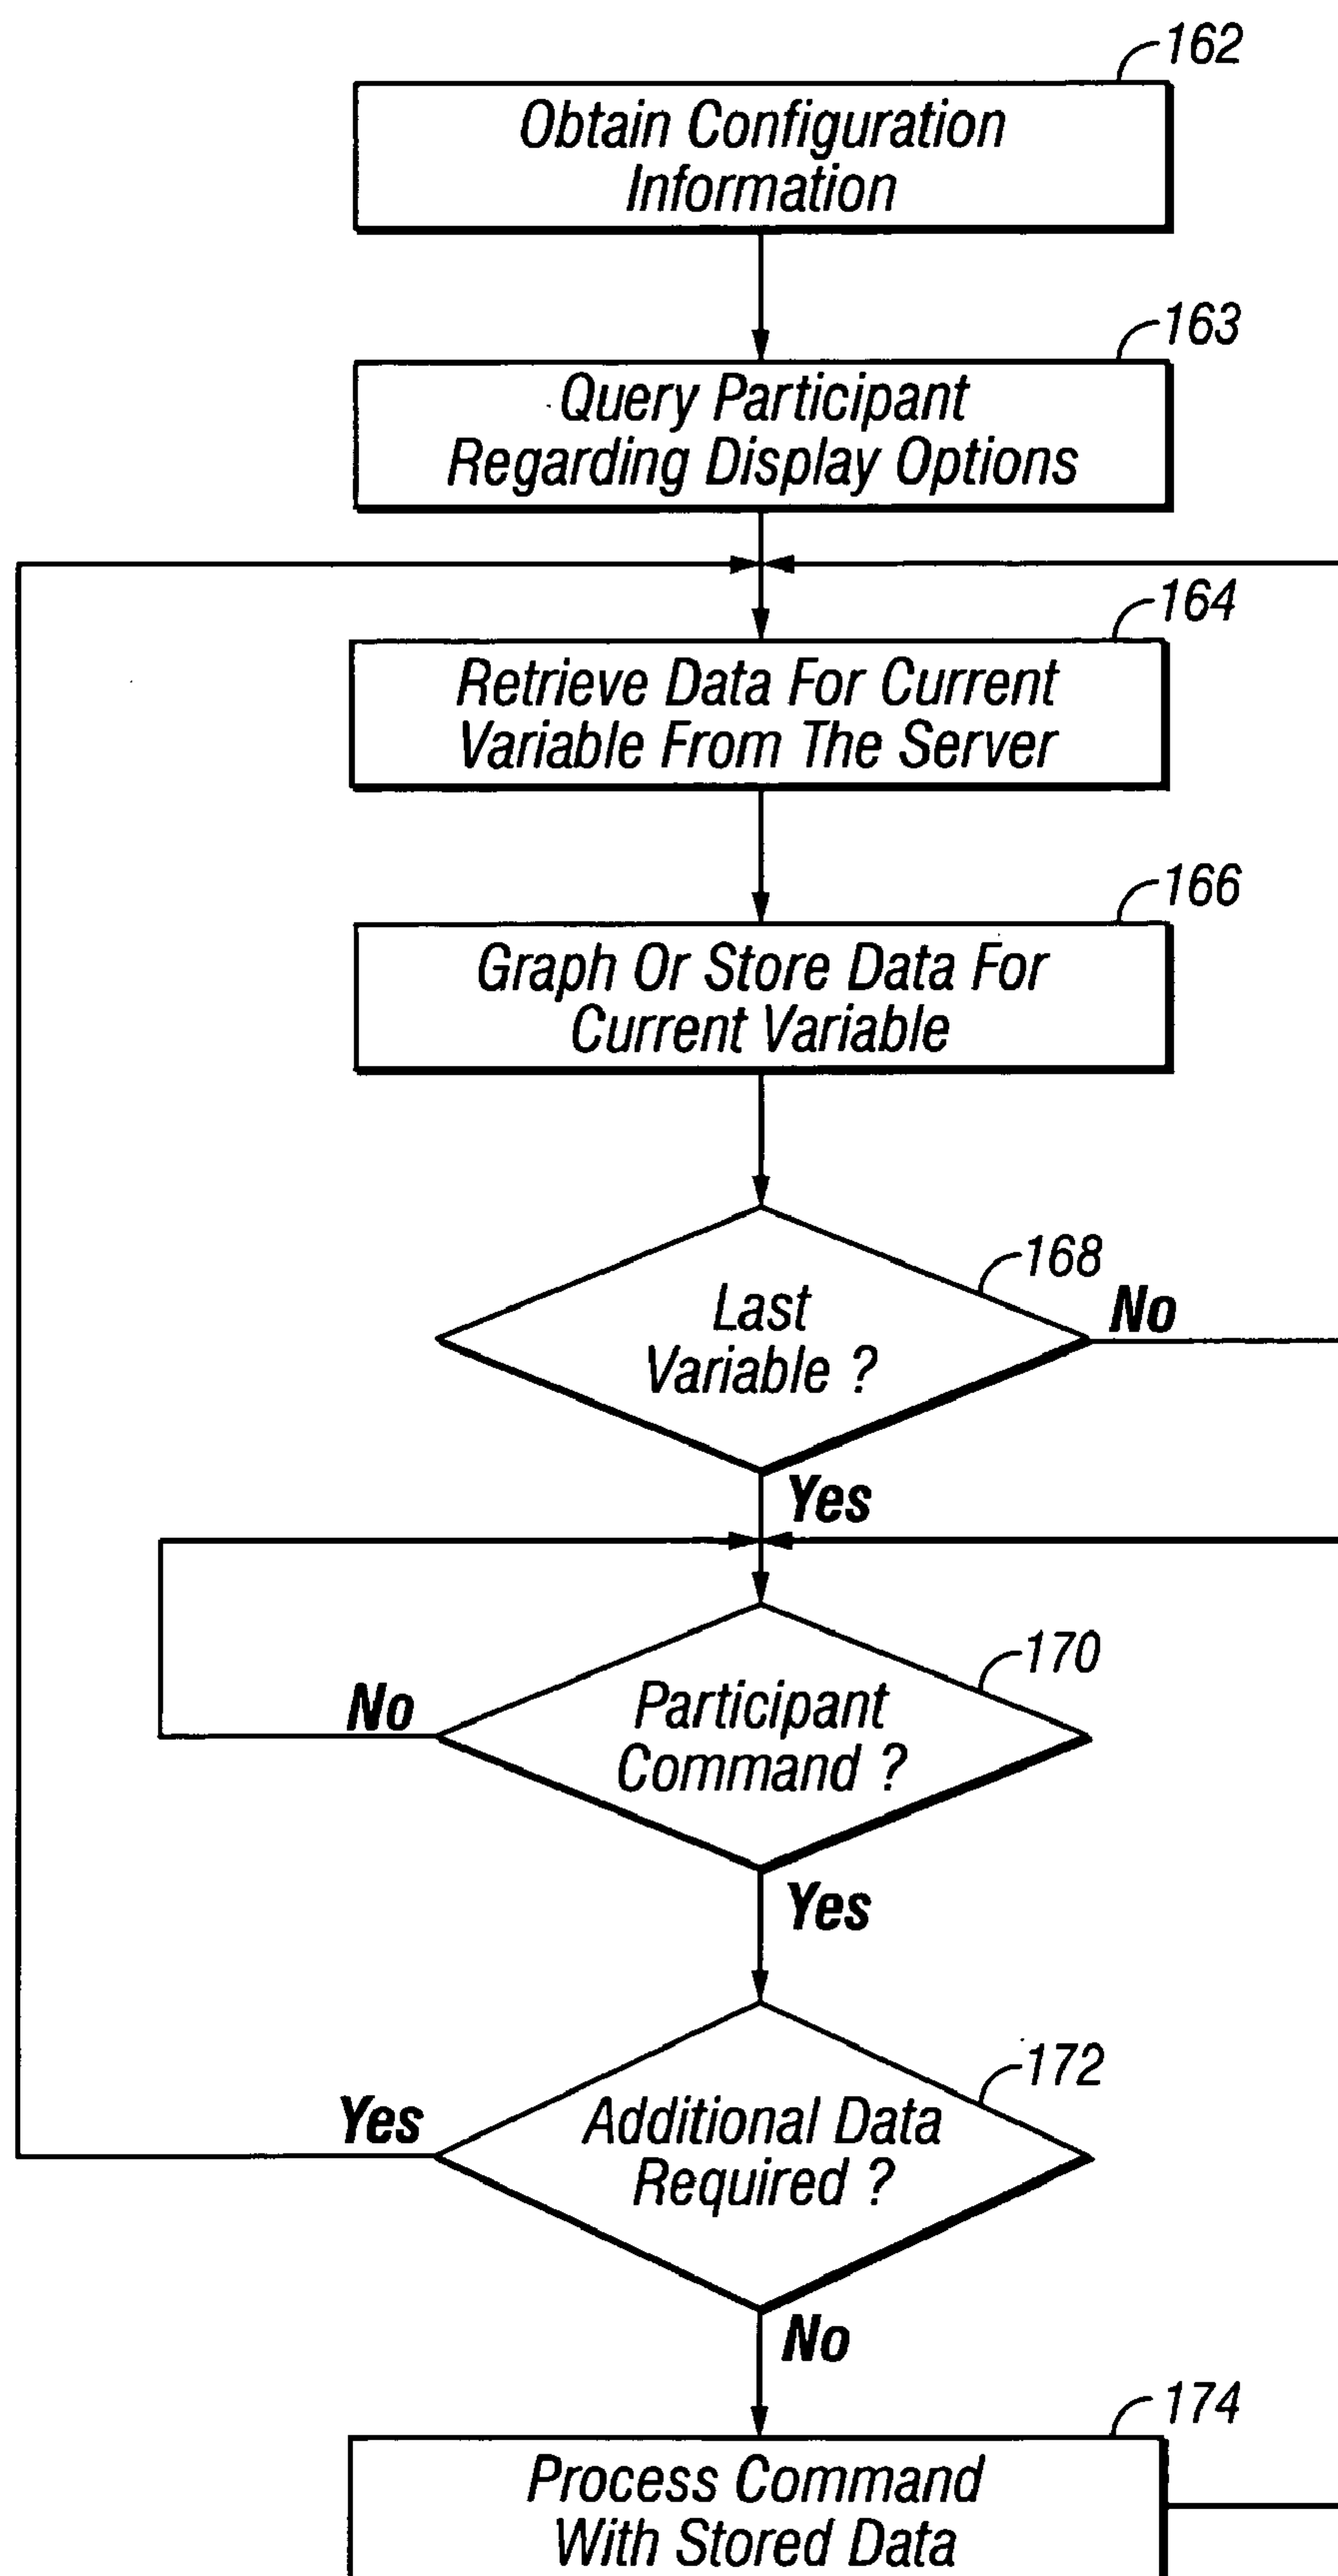 162
Obtain Configuration
Information
163
Query Participant
Regarding Display Options
164
Retrieve Data For Current
Variable From The Server
166
Graph Or Store Data For
Current Variable
168
Last
Variable ?
No
Yes
170
Participant
Command ?
No
Yes
172
Additional Data
Required ?
Yes
No
174
Process Command
With Stored Data